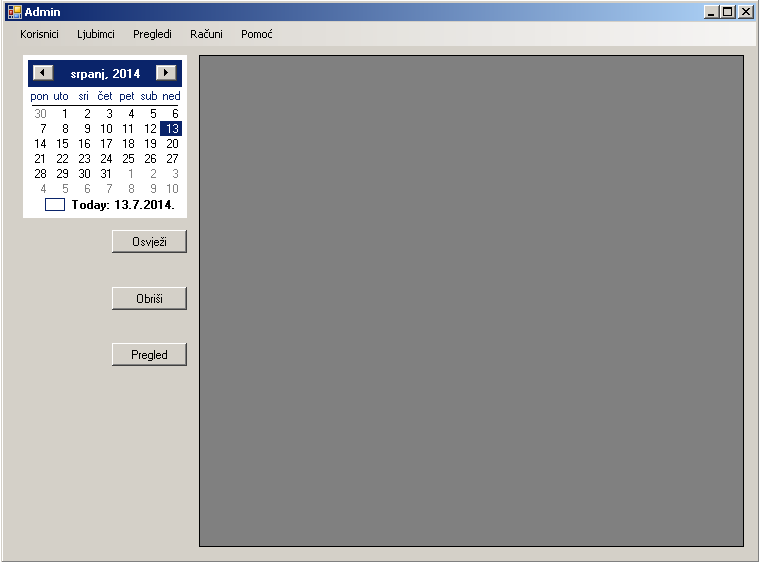 Admin
Korisnici Ljubimci Pregledi Računi Pomoć
srpanj, 2014
pon uto sri čet pet sub ned
30 1 2 3 4 5 6
7 8 9 10 11 12 13
14 15 16 17 18 19 20
21 22 23 24 25 26 27
28 29 30 31 1 2 3
4 5 6 7 8 9 10
Today: 13.7.2014.
Osvježi
Obriši
Pregled